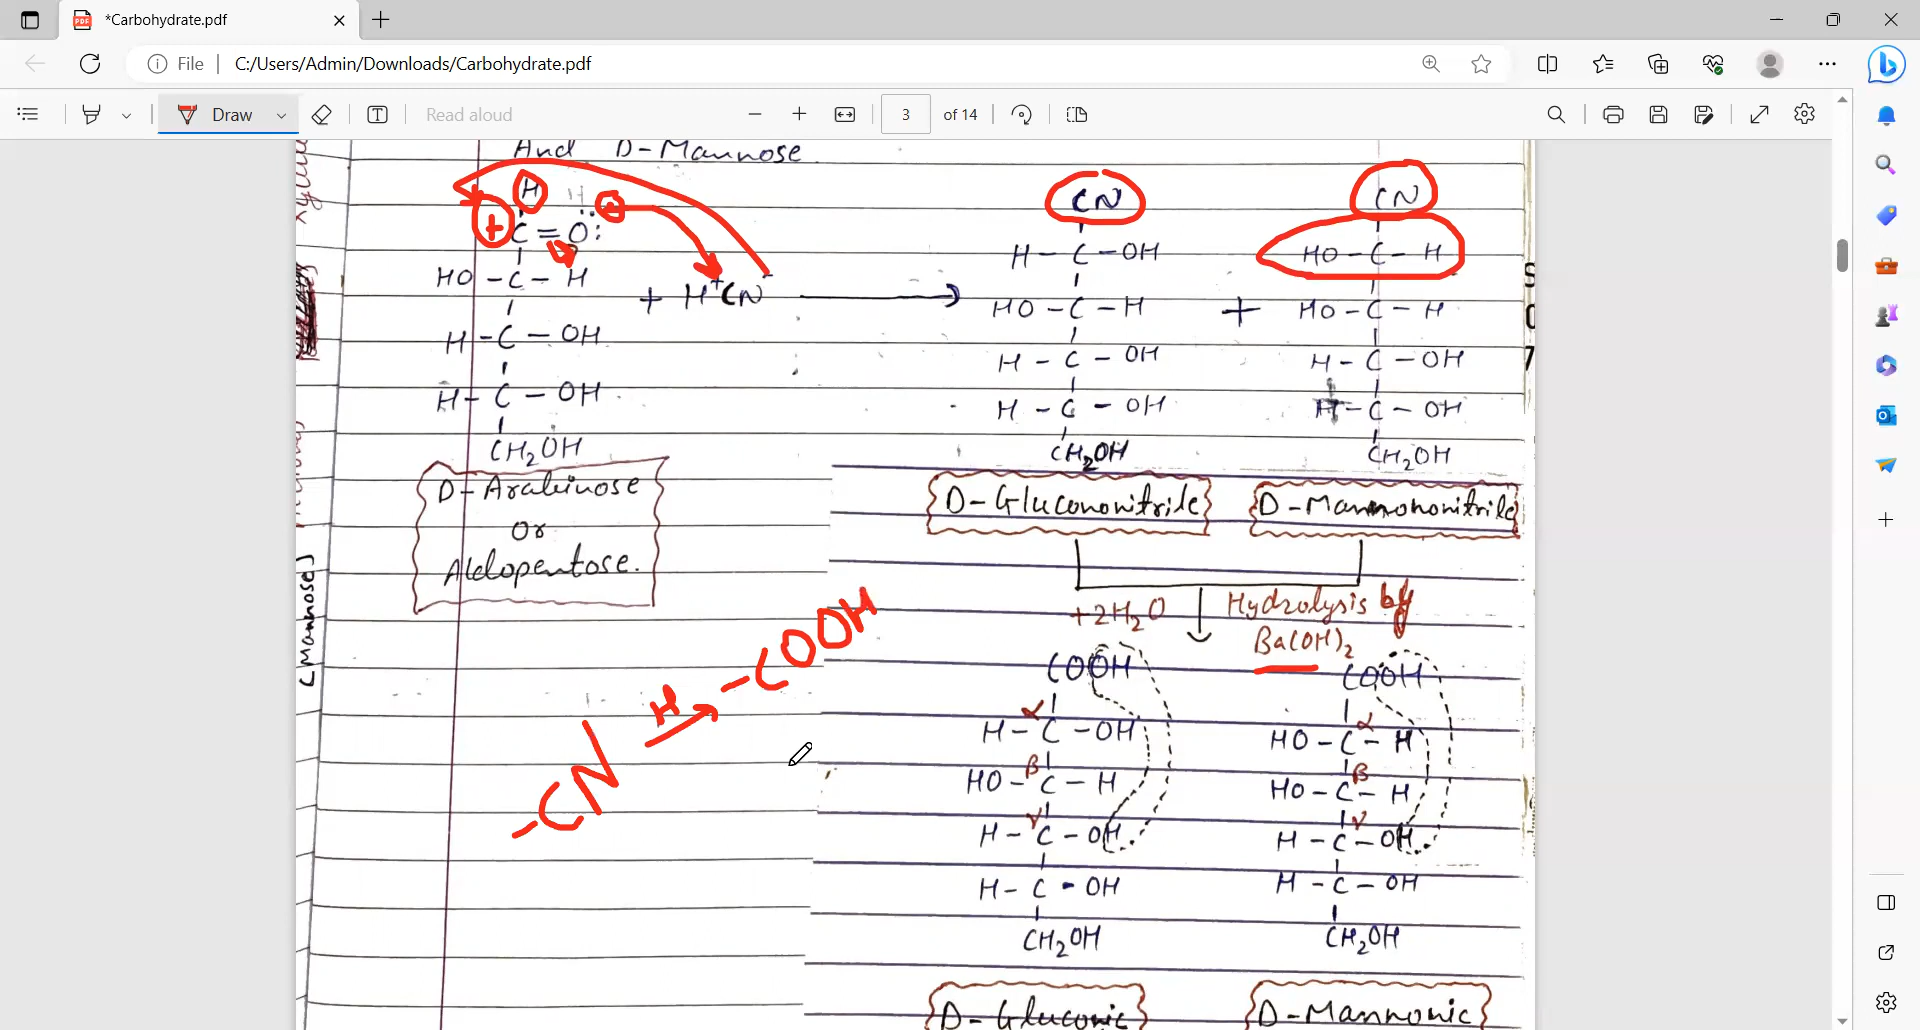 *Carbohydrate.pdf
File | C:/Users/Admin/Downloads/Carbohydrate.pdf
Draw
Read aloud
3 of 14
And D-Mannose
H H CN CN
+ C = O: H - C - OH HO - C - H
HO - C - H + H+CN- → HO - C - H + HO - C - H
H - C - OH H - C - OH H - C - OH
H - C - OH H - C - OH H - C - OH
CH2OH CH2OH CH2OH
D-Arabinose
Or
Aldopentose.
D-Glucononitrile D-Mannononitrile
(Mannose)
+2H2O Hydrolysis by
Ba(OH)2
-CN H → -COOH
COOH COOH
α α
H - C - OH HO - C - H
β β
HO - C - H HO - C - H
γ γ
H - C - OH H - C - OH
H - C - OH H - C - OH
CH2OH CH2OH
D-Gluconic D-Mannonic